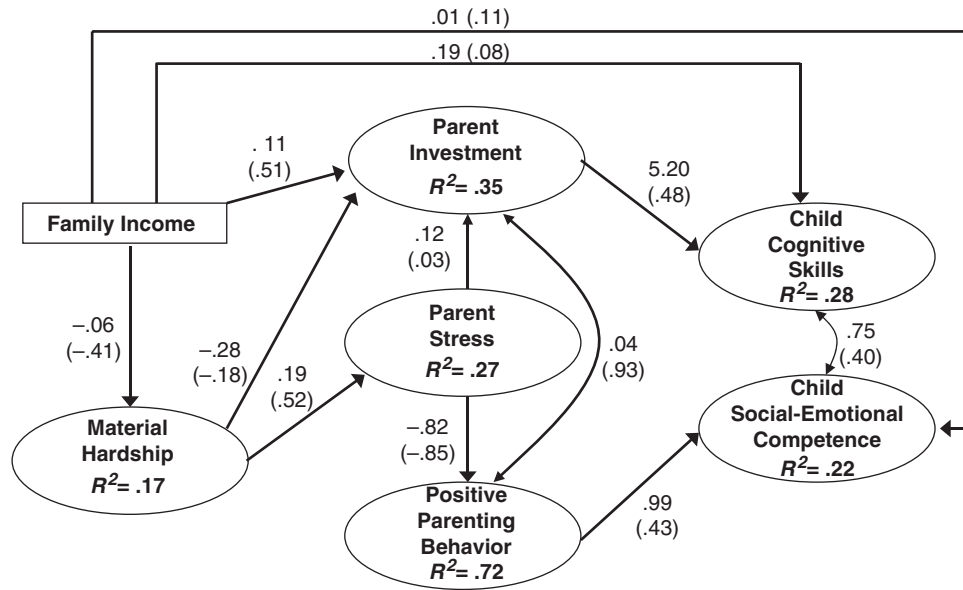 .01 (.11)
.19 (.08)
Parent
Investment
R²= .35
. 11
(.51)
5.20
(.48)
Family Income
Child
Cognitive
Skills
R²= .28
.12
(.03)
Parent
Stress
R²= .27
–.06
(–.41)
–.28
(–.18)
.19
(.52)
.04
(.93)
.75
(.40)
Material
Hardship
R²= .17
–.82
(–.85)
Child
Social-Emotional
Competence
R²= .22
Positive
Parenting
Behavior
R²= .72
.99
(.43)